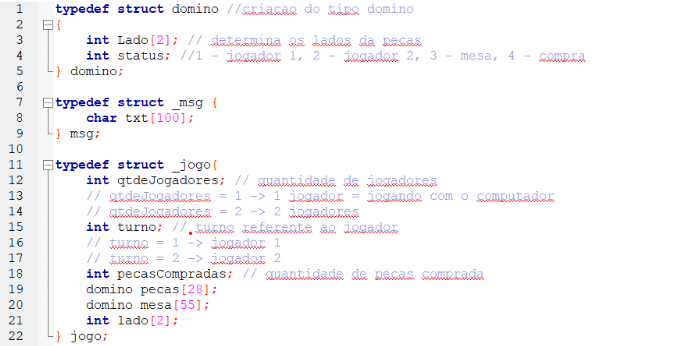 1 typedef struct domino //criacao do tipo domino
2 {
3 int Lado[2]; // determina os lados da pecas
4 int status; //1 - jogador 1, 2 - jogador 2, 3 - mesa, 4 - compra
5 } domino;
6
7 typedef struct _msg {
8 char txt[100];
9 } msg;
10
11 typedef struct _jogo{
12 int qtdeJogadores; // quantidade de jogadores
13 // qtdeJogadores = 1 -> 1 jogador = jogando com o computador
14 // qtdeJogadores = 2 -> 2 jogadores
15 int turno; // turno referente ao jogador
16 // turno = 1 -> jogador 1
17 // turno = 2 -> jogador 2
18 int pecasCompradas; // quantidade de pecas comprada
19 domino pecas[28];
20 domino mesa[55];
21 int lado[2];
22 } jogo;